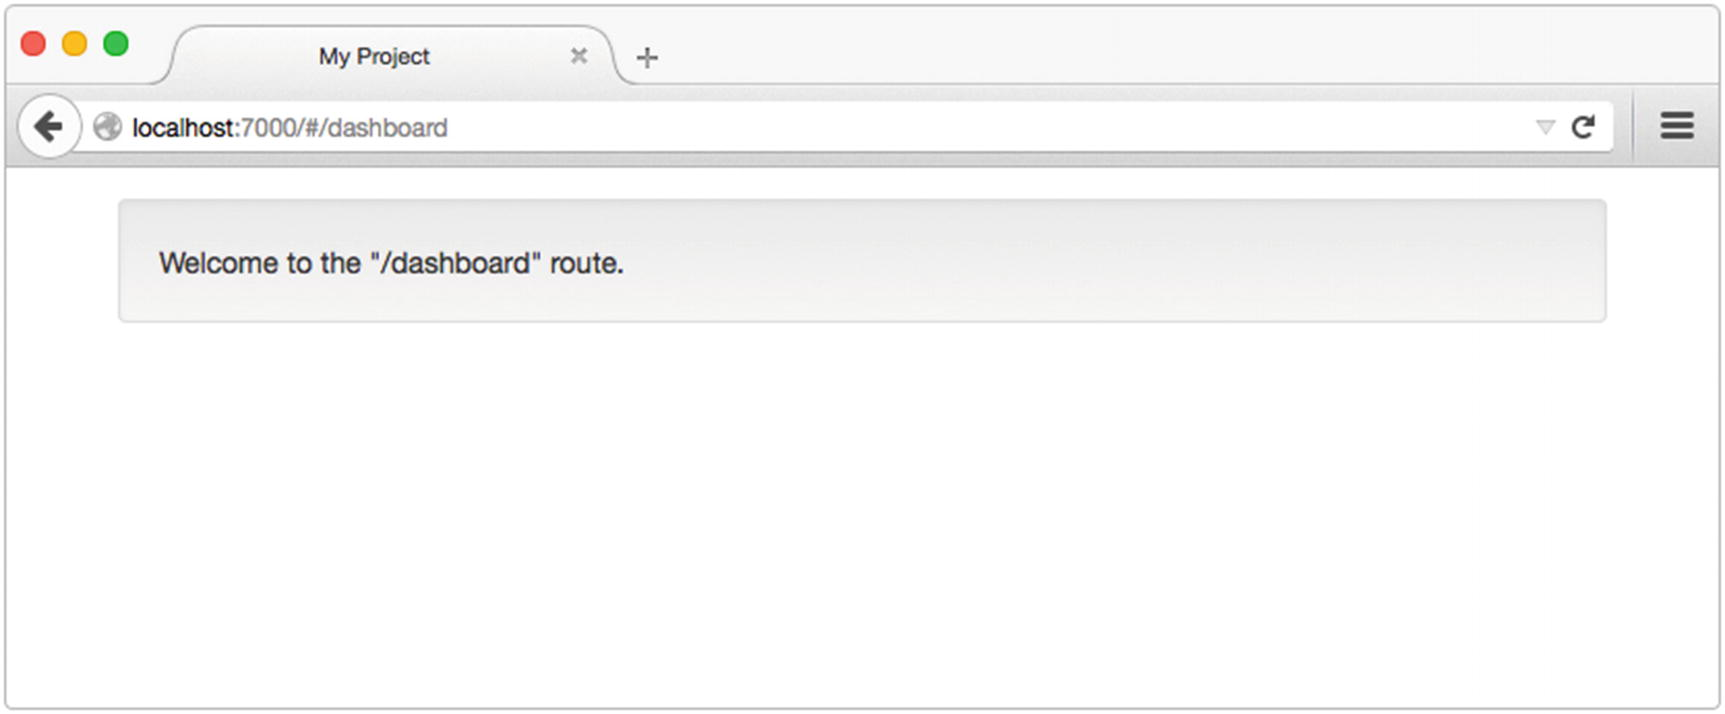 My Project
localhost:7000/#/dashboard
Welcome to the "/dashboard" route.